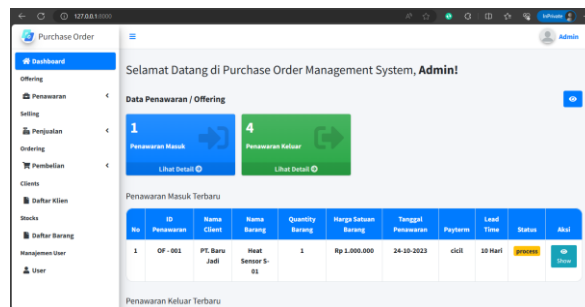 127.0.0.1:8000
InPrivate
Purchase Order
Admin
Dashboard
Offering
Penawaran
Selling
Penjualan
Ordering
Pembelian
Clients
Daftar Klien
Stocks
Daftar Barang
Manajemen User
User
Selamat Datang di Purchase Order Management System, Admin!
Data Penawaran / Offering
1
Penawaran Masuk
Lihat Detail
4
Penawaran Keluar
Lihat Detail
Penawaran Masuk Terbaru
No ID Penawaran Nama Client Nama Barang Quantity Barang Harga Satuan Barang Tanggal Penawaran Payterm Lead Time Status Aksi
1 OF - 001 PT. Baru Jadi Heat Sensor S-01 1 Rp 1.000.000 24-10-2023 cicil 10 Hari process Show
Penawaran Keluar Terbaru